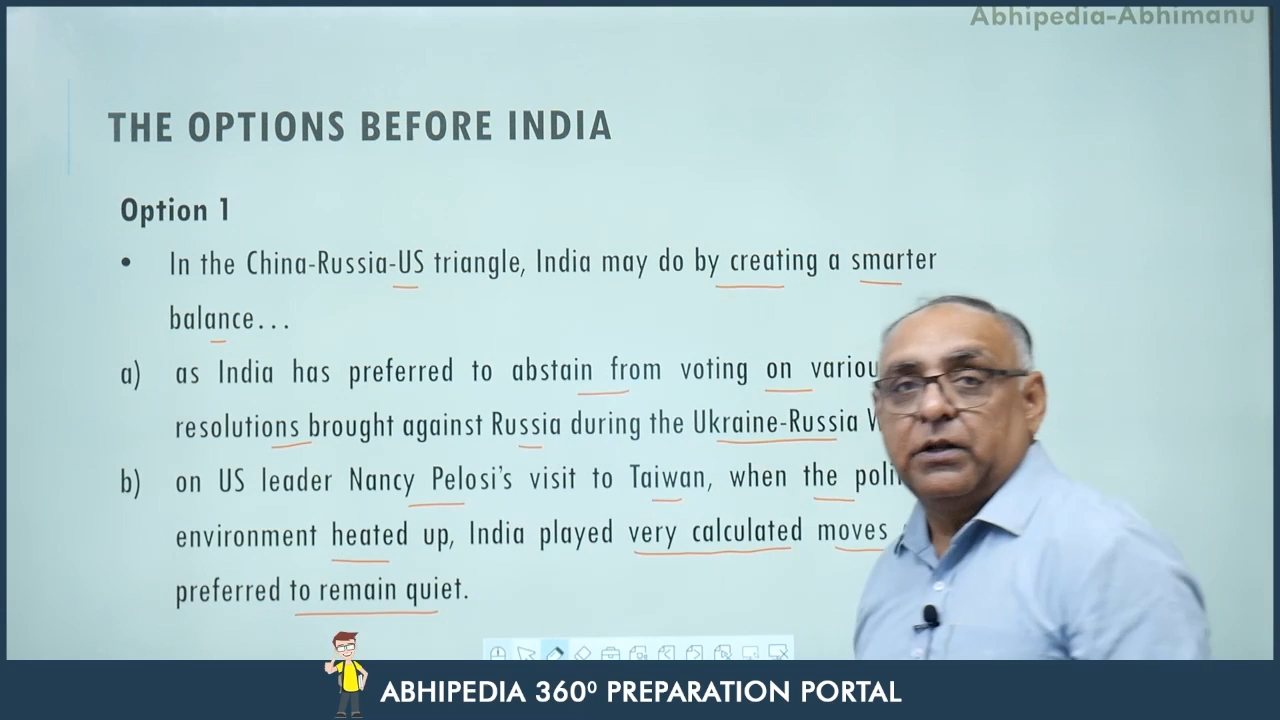 Abhipedia-Abhimanu
THE OPTIONS BEFORE INDIA
Option 1
• In the China-Russia-US triangle, India may do by creating a smarter
balance...
a) as India has preferred to abstain from voting on
resolutions brought against Russia during the Ukraine-Russia
b) on US leader Nancy Pelosi's visit to Taiwan, when the
environment heated up, India played very calculated moves
preferred to remain quiet.
ABHIPEDIA 360⁰ PREPARATION PORTAL